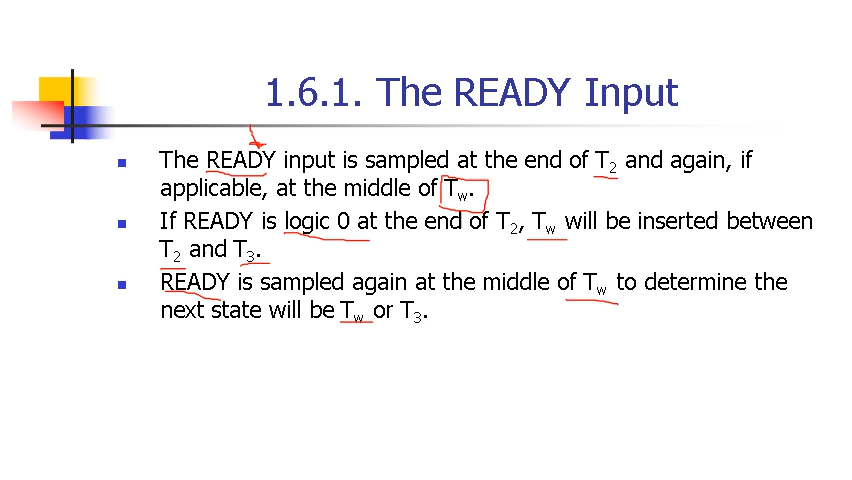 1.6.1. The READY Input
The READY input is sampled at the end of T₂ and again, if
applicable, at the middle of Tw.
If READY is logic 0 at the end of T₂, Tw will be inserted between
T₂ and T₃.
READY is sampled again at the middle of Tw to determine the
next state will be Tw or T₃.